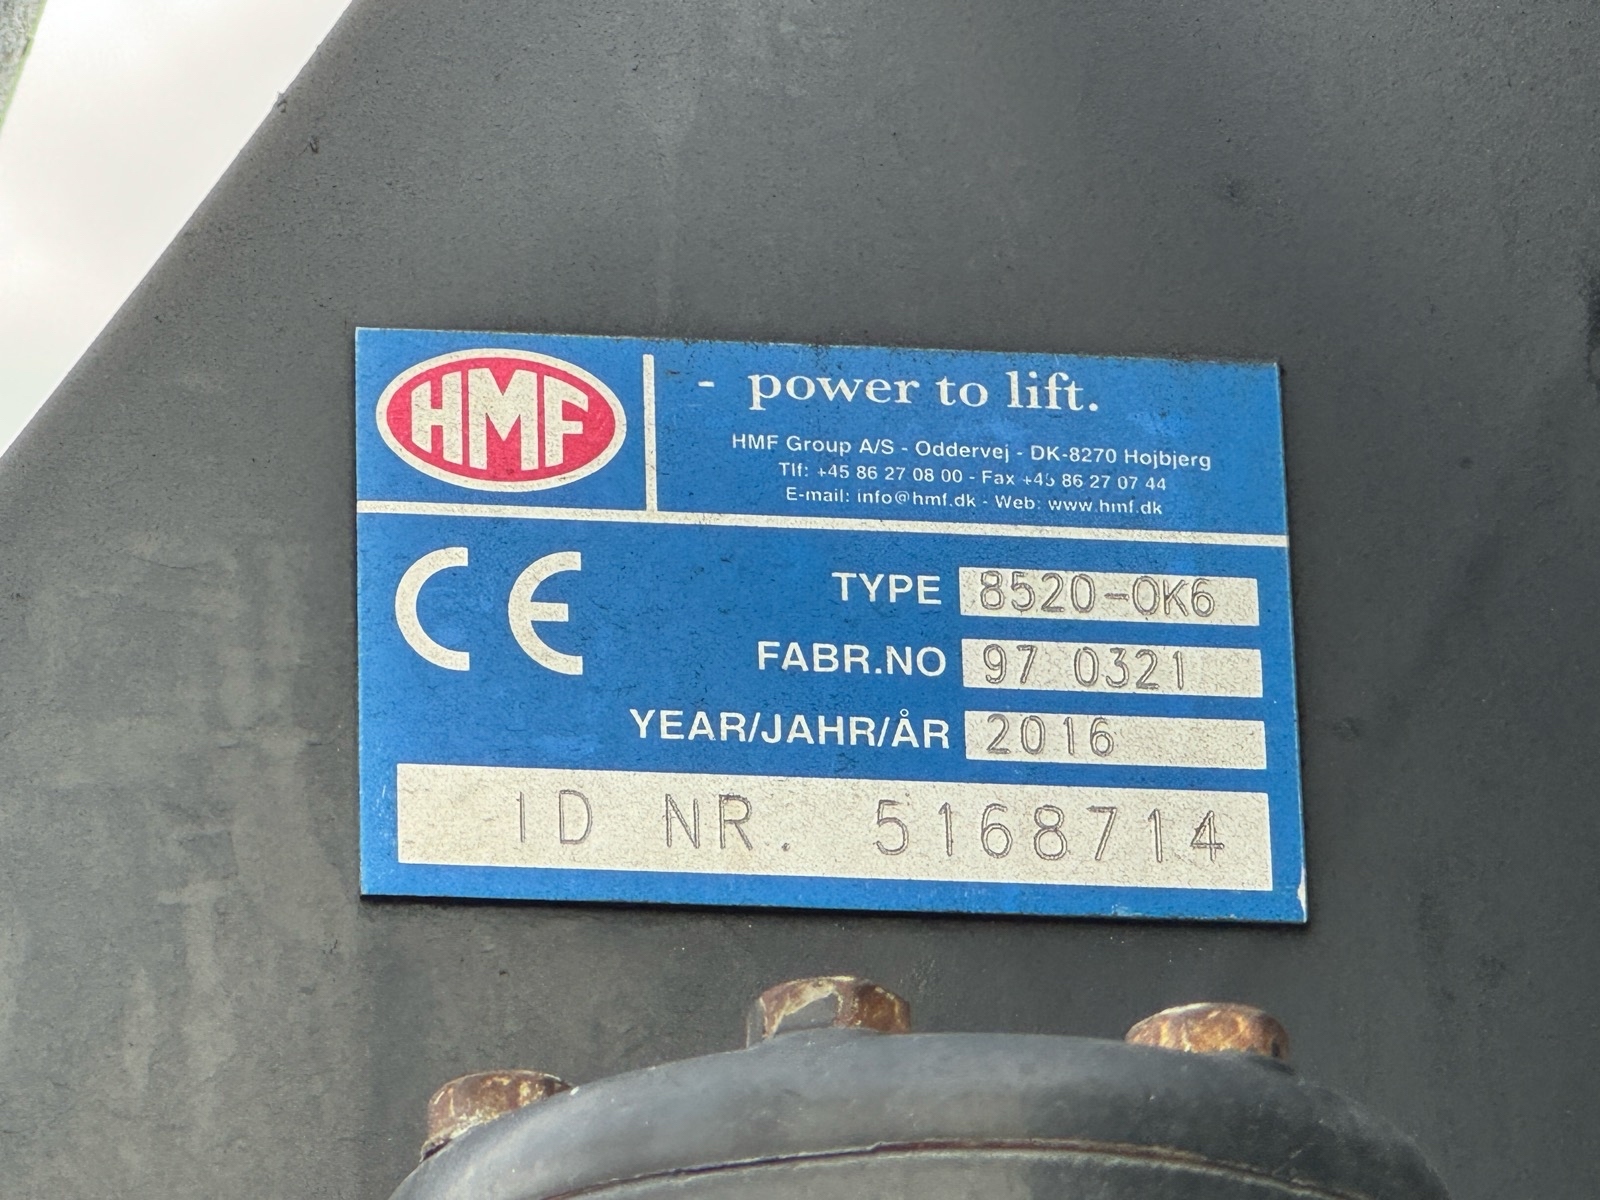 HMF
- power to lift.
HMF Group A/S - Oddervej - DK-8270 Hojbjerg
Tlf: +45 86 27 08 00 - Fax +45 86 27 07 44
E-mail: info@hmf.dk - Web: www.hmf.dk
CE
TYPE 8520-OK6
FABR.NO 97 0321
YEAR/JAHR/ÅR 2016
ID NR. 5168714